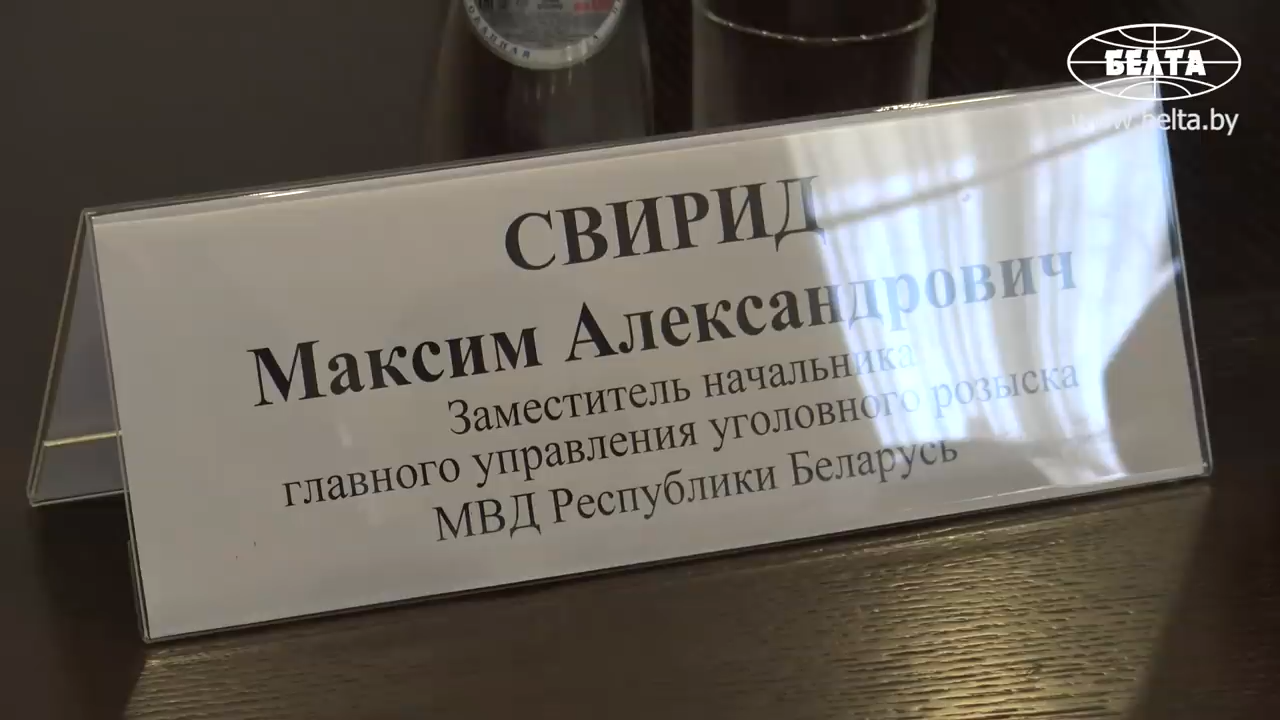 БЕЛТА
www.belta.by
СВИРИД
Максим Александрович
Заместитель начальника
главного управления уголовного розыска
МВД Республики Беларусь